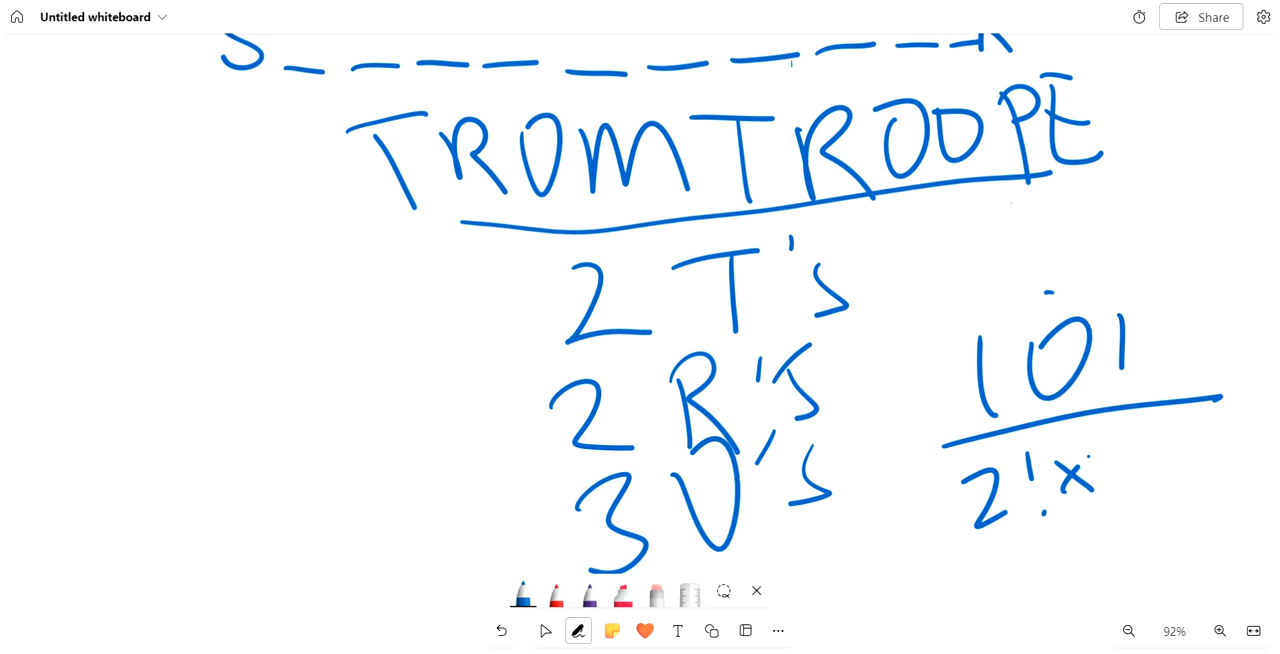 Untitled whiteboard
Share
S _ _ _ _ _ _ _ _ _ R
TROMTROOPE
2 T's
2 R's
3 O's
10!
2! x
92%